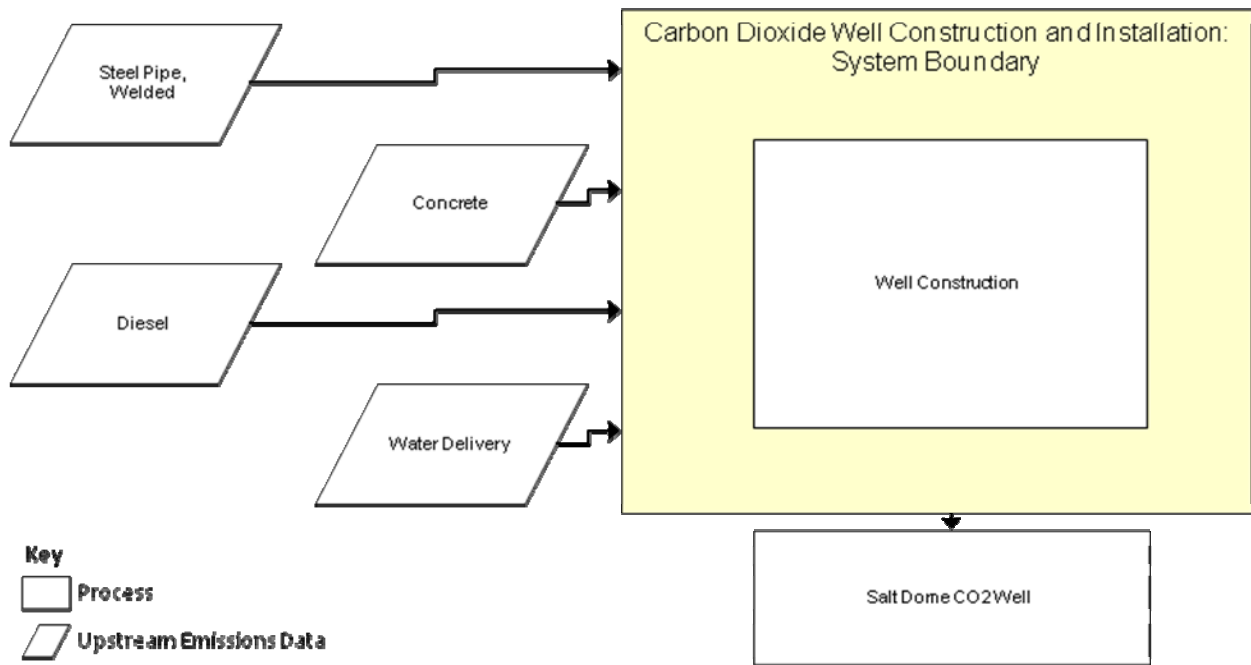 Carbon Dioxide Well Construction and Installation:
System Boundary
Steel Pipe,
Welded
Concrete
Well Construction
Diesel
Water Delivery
Salt Dome CO2 Well
Key
Process
Upstream Emissions Data